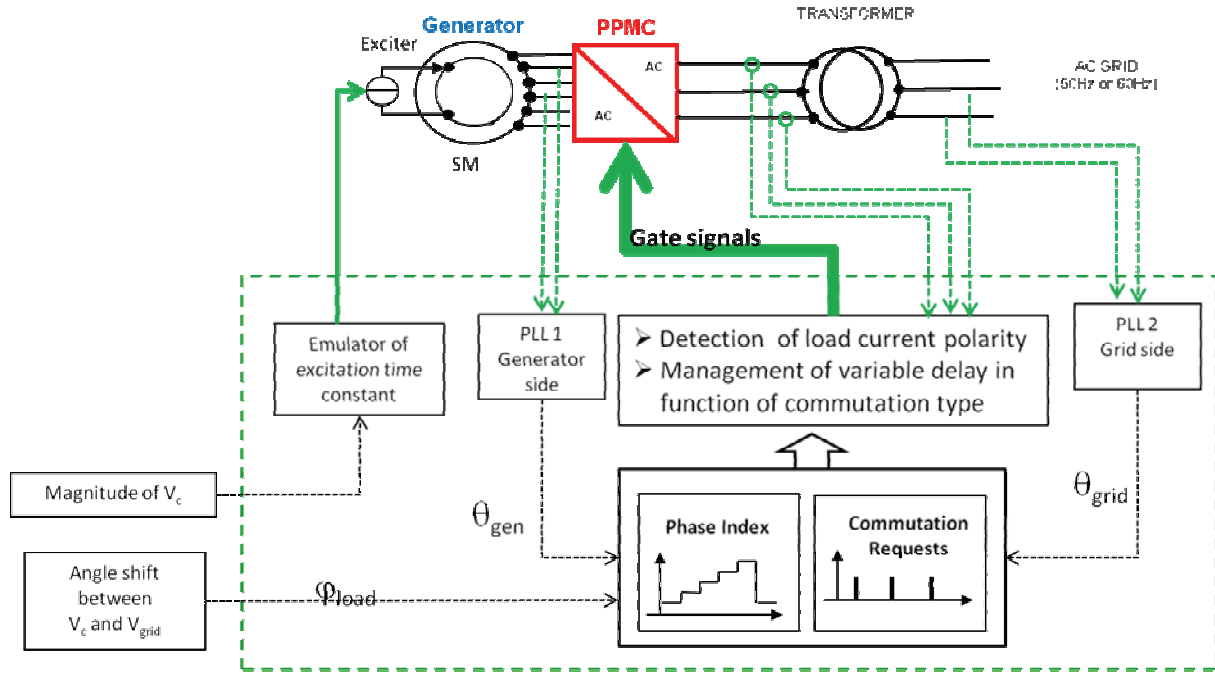 TRANSFORMER
Generator
PPMC
Exciter
AC
AC GRID
(50Hz or 60Hz)
AC
SM
Gate signals
Emulator of
excitation time
constant
PLL 1
Generator
side
➢ Detection of load current polarity
➢ Management of variable delay in
function of commutation type
PLL 2
Grid side
Magnitude of Vc
θgen
θgrid
Phase Index
Commutation
Requests
Angle shift
between
Vc and Vgrid
φload